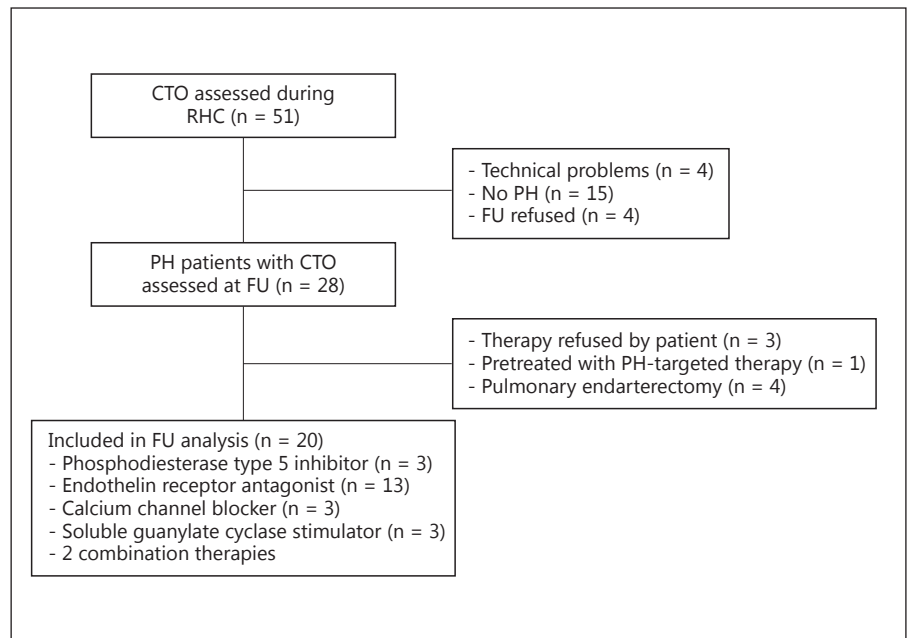 CTO assessed during
RHC (n = 51)
- Technical problems (n = 4)
- No PH (n = 15)
- FU refused (n = 4)
PH patients with CTO
assessed at FU (n = 28)
- Therapy refused by patient (n = 3)
- Pretreated with PH-targeted therapy (n = 1)
- Pulmonary endarterectomy (n = 4)
Included in FU analysis (n = 20)
- Phosphodiesterase type 5 inhibitor (n = 3)
- Endothelin receptor antagonist (n = 13)
- Calcium channel blocker (n = 3)
- Soluble guanylate cyclase stimulator (n = 3)
- 2 combination therapies